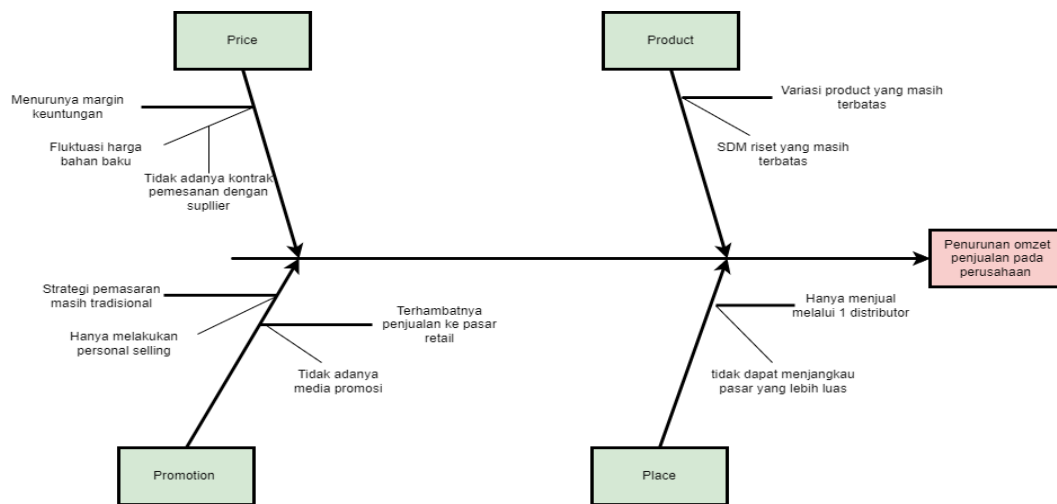 Price
Product
Menurunya margin
keuntungan
Fluktuasi harga
bahan baku
Tidak adanya kontrak
pemesanan dengan
supllier
Variasi product yang masih
terbatas
SDM riset yang masih
terbatas
Penurunan omzet
penjualan pada
perusahaan
Strategi pemasaran
masih tradisional
Hanya melakukan
personal selling
Terhambatnya
penjualan ke pasar
retail
Tidak adanya
media promosi
Hanya menjual
melalui 1 distributor
tidak dapat menjangkau
pasar yang lebih luas
Promotion
Place